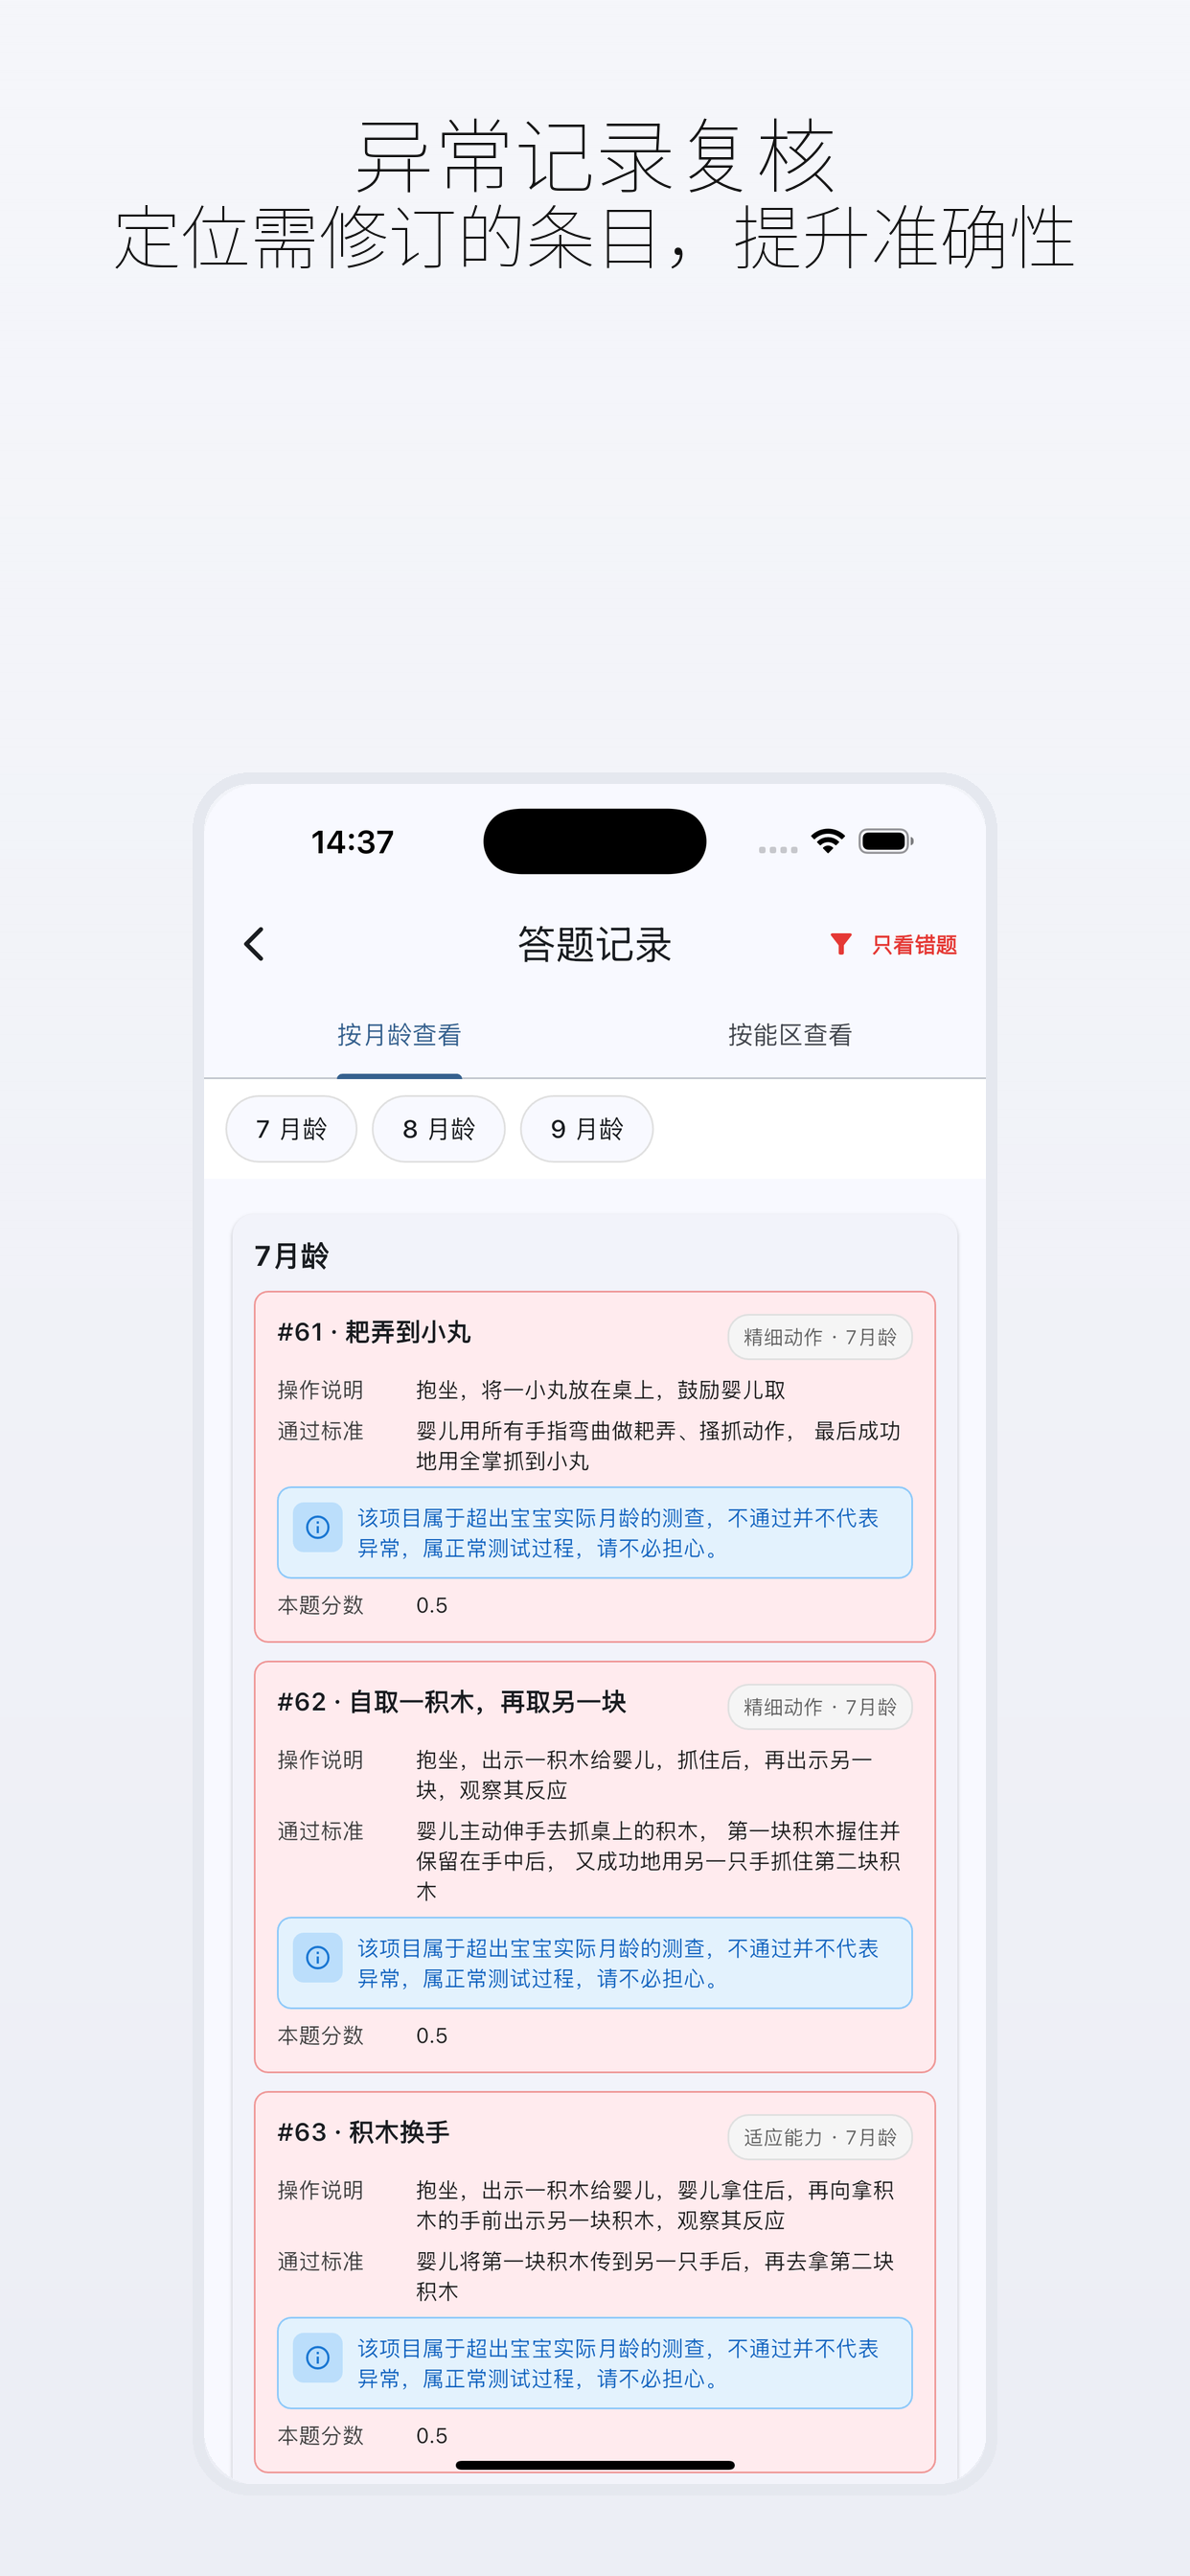 异常记录复核
定位需修订的条目，提升准确性
14:37
答题记录
只看错题
按月龄查看
按能区查看
7 月龄
8 月龄
9 月龄
7月龄
#61 · 耙弄到小丸
精细动作 · 7月龄
操作说明
抱坐，将一小丸放在桌上，鼓励婴儿取
通过标准
婴儿用所有手指弯曲做耙弄、搔抓动作， 最后成功
地用全掌抓到小丸
该项目属于超出宝宝实际月龄的测查，不通过并不代表
异常，属正常测试过程，请不必担心。
本题分数
0.5
#62 · 自取一积木，再取另一块
精细动作 · 7月龄
操作说明
抱坐，出示一积木给婴儿，抓住后，再出示另一
块，观察其反应
通过标准
婴儿主动伸手去抓桌上的积木， 第一块积木握住并
保留在手中后， 又成功地用另一只手抓住第二块积
木
该项目属于超出宝宝实际月龄的测查，不通过并不代表
异常，属正常测试过程，请不必担心。
本题分数
0.5
#63 · 积木换手
适应能力 · 7月龄
操作说明
抱坐，出示一积木给婴儿，婴儿拿住后，再向拿积
木的手前出示另一块积木，观察其反应
通过标准
婴儿将第一块积木传到另一只手后，再去拿第二块
积木
该项目属于超出宝宝实际月龄的测查，不通过并不代表
异常，属正常测试过程，请不必担心。
本题分数
0.5